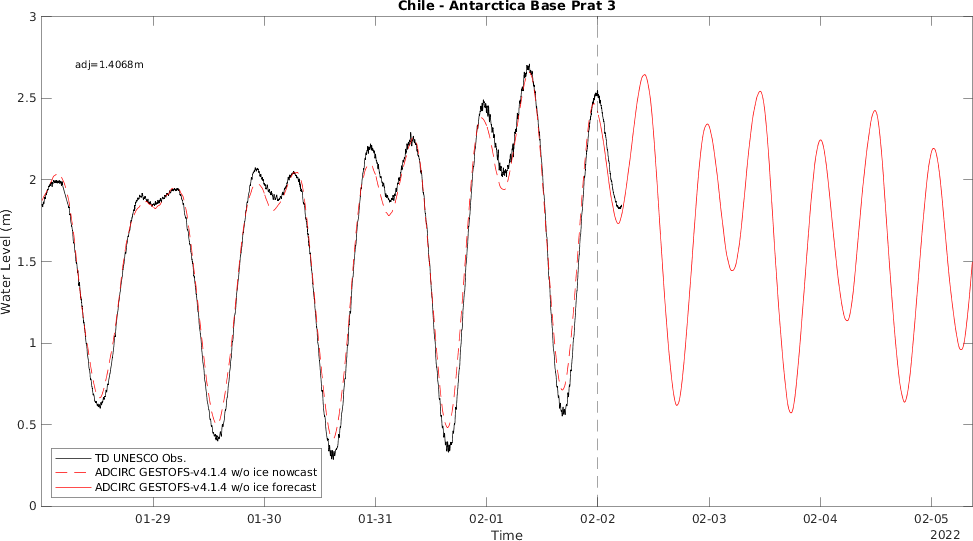 Chile - Antarctica Base Prat 3
3
adj=1.4068m
2.5
2
1.5
1
0.5
0
Water Level (m)
TD UNESCO Obs.
ADCIRC GESTOFS-v4.1.4 w/o ice nowcast
ADCIRC GESTOFS-v4.1.4 w/o ice forecast
01-29 01-30 01-31 02-01 02-02 02-03 02-04 02-05
Time
2022